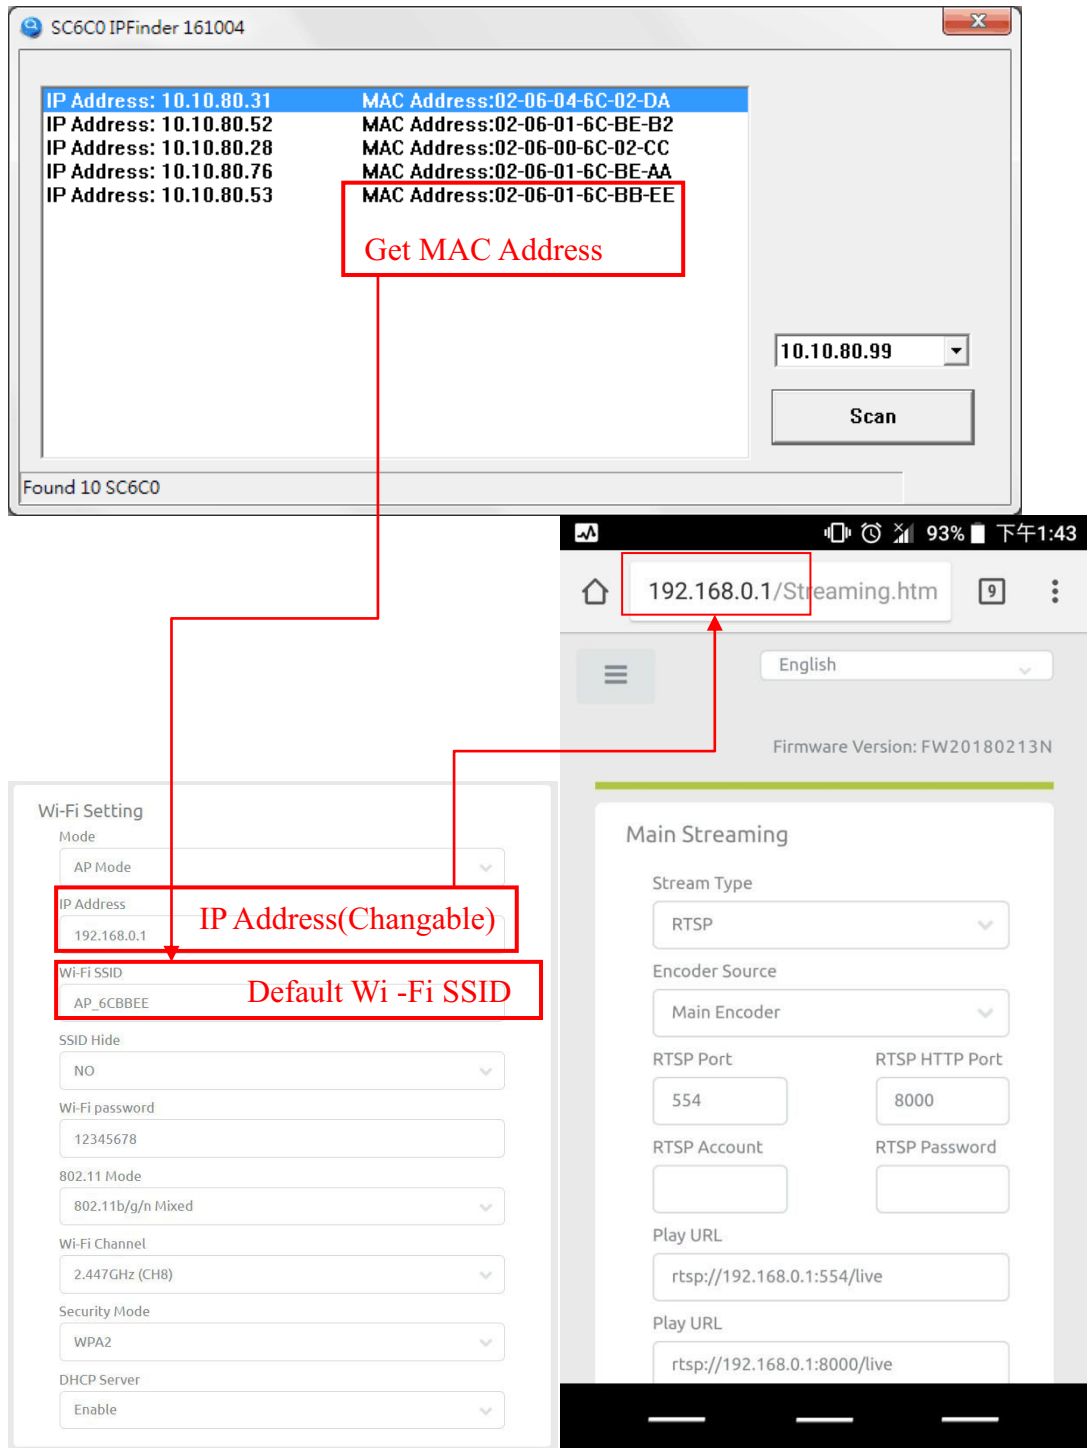 SC6C0 IPFinder 161004
IP Address: 10.10.80.31 MAC Address:02-06-04-6C-02-DA
IP Address: 10.10.80.52 MAC Address:02-06-01-6C-BE-B2
IP Address: 10.10.80.28 MAC Address:02-06-00-6C-02-CC
IP Address: 10.10.80.76 MAC Address:02-06-01-6C-BE-AA
IP Address: 10.10.80.53 MAC Address:02-06-01-6C-BB-EE
Get MAC Address
10.10.80.99
Scan
Found 10 SC6C0
93% 下午1:43
192.168.0.1/Streaming.htm 9
English
Firmware Version: FW20180213N
Wi-Fi Setting
Mode
AP Mode
IP Address
192.168.0.1
IP Address(Changable)
Wi-Fi SSID
AP_6CBBEE
Default Wi -Fi SSID
SSID Hide
NO
Wi-Fi password
12345678
802.11 Mode
802.11b/g/n Mixed
Wi-Fi Channel
2.447GHz (CH8)
Security Mode
WPA2
DHCP Server
Enable
Main Streaming
Stream Type
RTSP
Encoder Source
Main Encoder
RTSP Port RTSP HTTP Port
554 8000
RTSP Account RTSP Password
Play URL
rtsp://192.168.0.1:554/live
Play URL
rtsp://192.168.0.1:8000/live